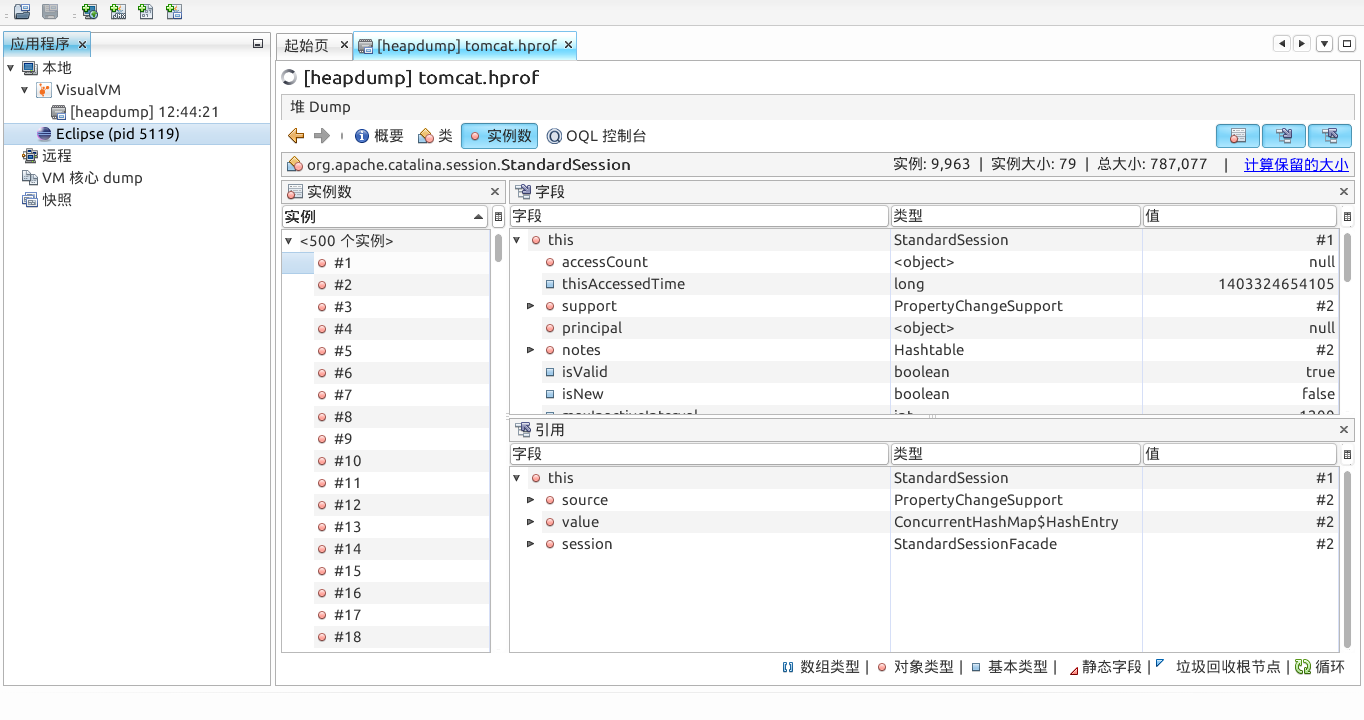 应用程序
本地
VisualVM
[heapdump] 12:44:21
Eclipse (pid 5119)
远程
VM 核心 dump
快照
起始页
[heapdump] tomcat.hprof
[heapdump] tomcat.hprof
堆 Dump
概要 类 实例数 OQL 控制台
org.apache.catalina.session.StandardSession 实例: 9,963 | 实例大小: 79 | 总大小: 787,077 | 计算保留的大小
实例数
实例
<500 个实例>
#1
#2
#3
#4
#5
#6
#7
#8
#9
#10
#11
#12
#13
#14
#15
#16
#17
#18
字段
字段 类型 值
this StandardSession #1
accessCount <object> null
thisAccessedTime long 1403324654105
support PropertyChangeSupport #2
principal <object> null
notes Hashtable #2
isValid boolean true
isNew boolean false
引用
字段 类型 值
this StandardSession #1
source PropertyChangeSupport #2
value ConcurrentHashMap$HashEntry #2
session StandardSessionFacade #2
数组类型 | 对象类型 | 基本类型 | 静态字段 | 垃圾回收根节点 | 循环